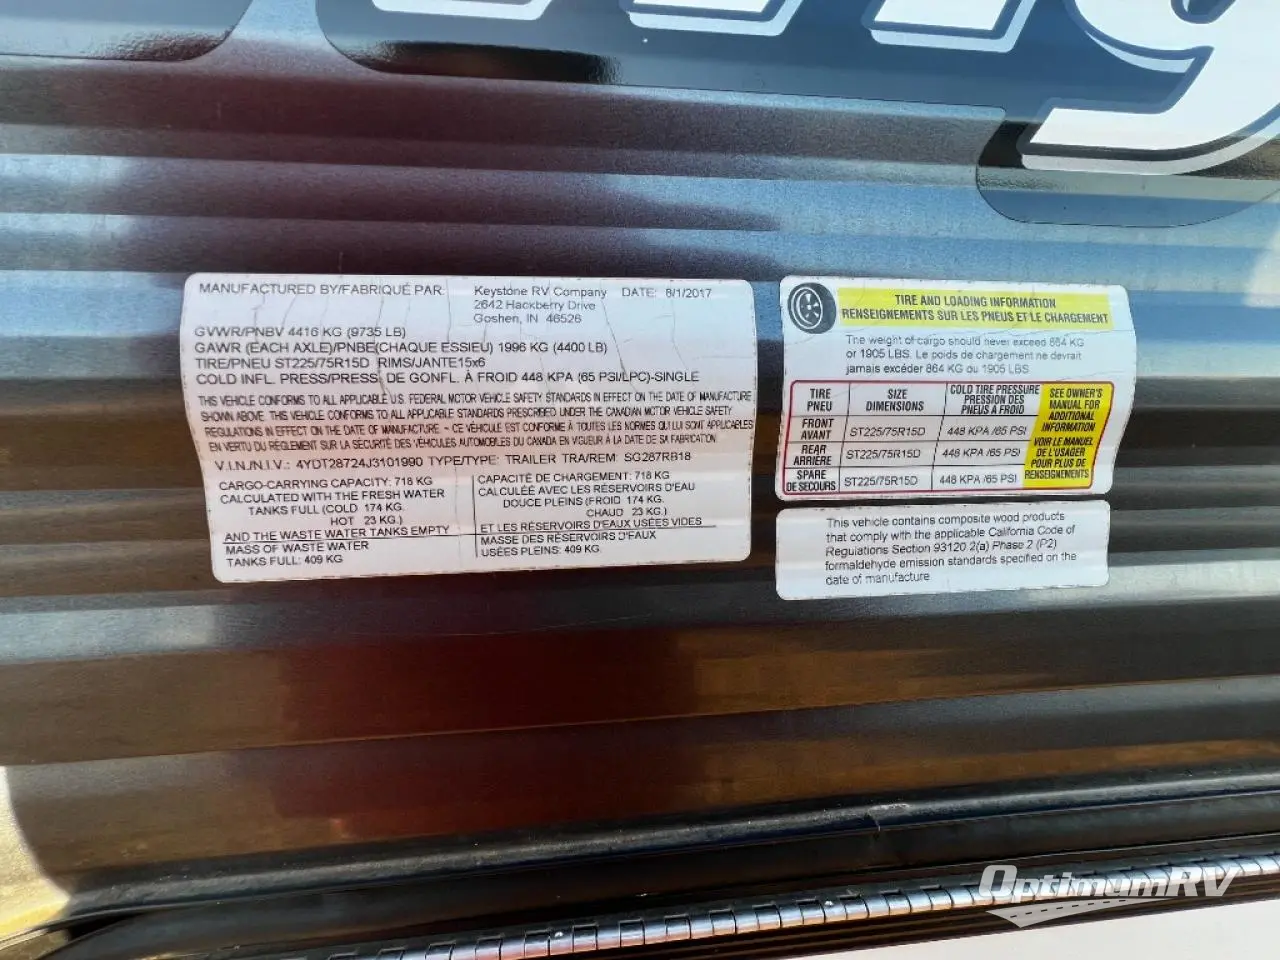 MANUFACTURED BY/FABRIQUÉ PAR: Keystone RV Company DATE: 8/1/2017
2642 Hackberry Drive
Goshen, IN 46526
GVWR/PNBV 4416 KG (9735 LB)
GAWR (EACH AXLE)/PNBE(CHAQUE ESSIEU) 1996 KG (4400 LB)
TIRE/PNEU ST225/75R15D RIMS/JANTE15x6
COLD INFL. PRESS/PRESS. DE GONFL. À FROID 448 KPA (65 PSI/LPC)-SINGLE
THIS VEHICLE CONFORMS TO ALL APPLICABLE U.S. FEDERAL MOTOR VEHICLE SAFETY STANDARDS IN EFFECT ON THE DATE OF MANUFACTURE
SHOWN ABOVE. THIS VEHICLE CONFORMS TO ALL APPLICABLE STANDARDS PRESCRIBED UNDER THE CANADIAN MOTOR VEHICLE SAFETY
REGULATIONS IN EFFECT ON THE DATE OF MANUFACTURE. - CE VÉHICULE EST CONFORME À TOUTES LES NORMES QUI LUI SONT APPLICABLES
EN VERTU DU RÈGLEMENT SUR LA SÉCURITÉ DES VÉHICULES AUTOMOBILES DU CANADA EN VIGUEUR À LA DATE DE SA FABRICATION
V.I.N./N.I.V.: 4YDT28724J3101990 TYPE/TYPE: TRAILER TRA/REM: SG287RB18
CARGO-CARRYING CAPACITY: 718 KG
CALCULATED WITH THE FRESH WATER
TANKS FULL (COLD 174 KG.
HOT 23 KG.)
AND THE WASTE WATER TANKS EMPTY
MASS OF WASTE WATER
TANKS FULL: 409 KG
CAPACITÉ DE CHARGEMENT: 718 KG
CALCULÉE AVEC LES RÉSERVOIRS D'EAU
DOUCE PLEINS (FROID 174 KG.
CHAUD 23 KG.)
ET LES RÉSERVOIRS D'EAUX USÉES VIDES
MASSE DES RÉSERVOIRS D'EAUX
USÉES PLEINS: 409 KG.
TIRE AND LOADING INFORMATION
RENSEIGNEMENTS SUR LES PNEUS ET LE CHARGEMENT
The weight of cargo should never exceed 864 KG
or 1905 LBS. Le poids de chargement ne devrait
jamais excéder 864 KG ou 1905 LBS.
TIRE SIZE COLD TIRE PRESSURE
PNEU DIMENSIONS PRESSION DES
PNEUS A FROID
FRONT
AVANT ST225/75R15D 448 KPA /65 PSI
REAR
ARRIÈRE ST225/75R15D 448 KPA /65 PSI
SPARE
DE SECOURS ST225/75R15D 448 KPA /65 PSI
SEE OWNER'S
MANUAL FOR
ADDITIONAL
INFORMATION
VOIR LE MANUEL
DE L'USAGER
POUR PLUS DE
RENSEIGNEMENTS
This vehicle contains composite wood products
that comply with the applicable California Code of
Regulations Section 93120 2(a) Phase 2 (P2)
formaldehyde emission standards specified on the
date of manufacture
OptimumRV